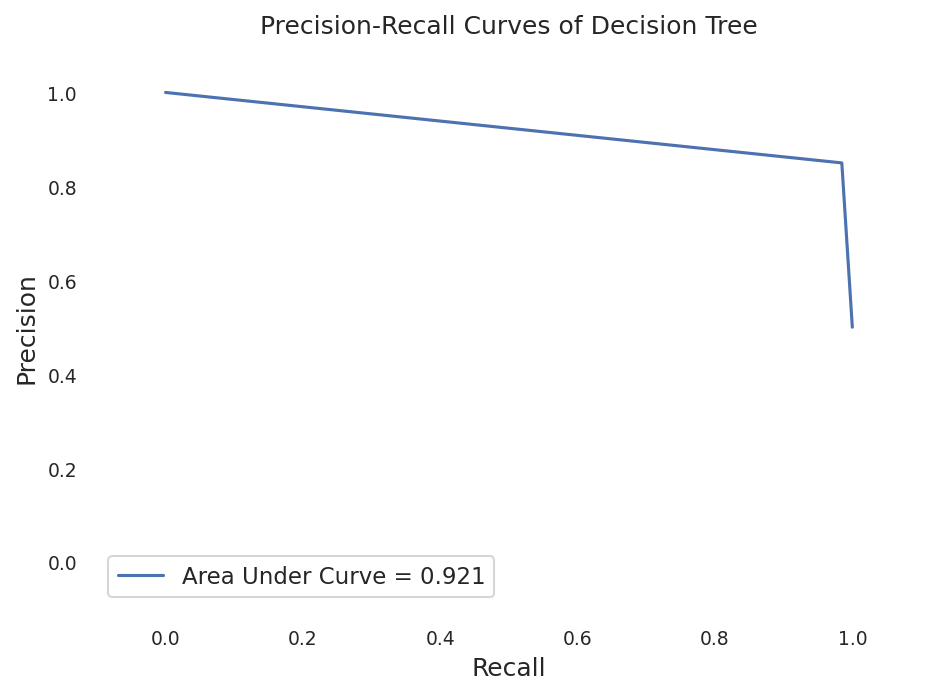 Precision-Recall Curves of Decision Tree
1.0
0.8
0.6
0.4
0.2
0.0
Precision
Area Under Curve = 0.921
0.0 0.2 0.4 0.6 0.8 1.0
Recall